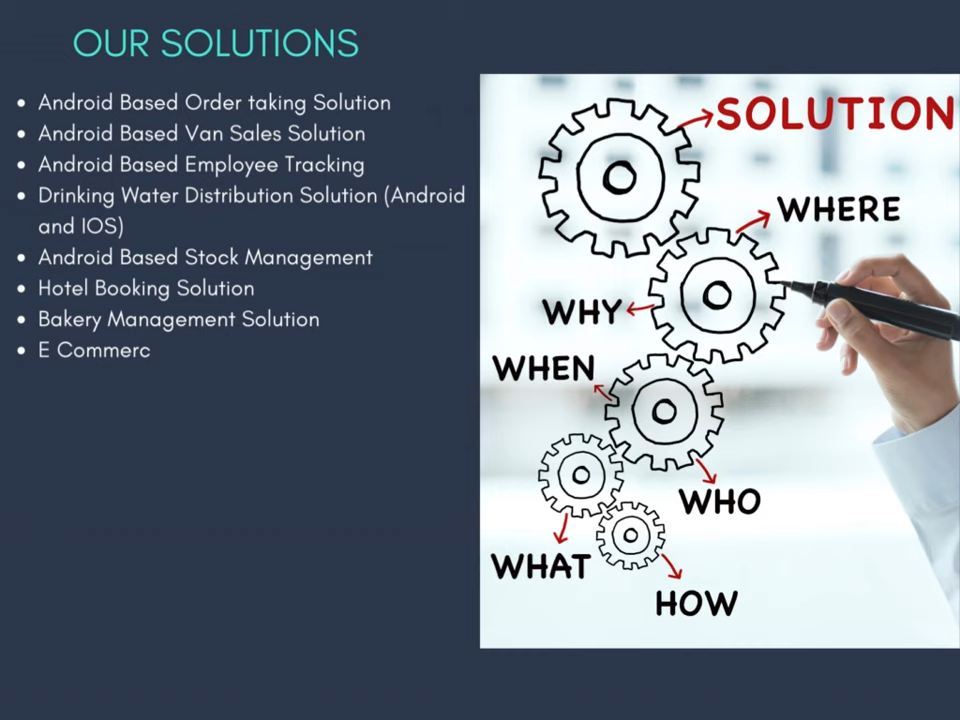 OUR SOLUTIONS
Android Based Order taking Solution
Android Based Van Sales Solution
Android Based Employee Tracking
Drinking Water Distribution Solution (Android
and IOS)
Android Based Stock Management
Hotel Booking Solution
Bakery Management Solution
E Commerc
SOLUTION
WHERE
WHY
WHEN
WHO
WHAT
HOW